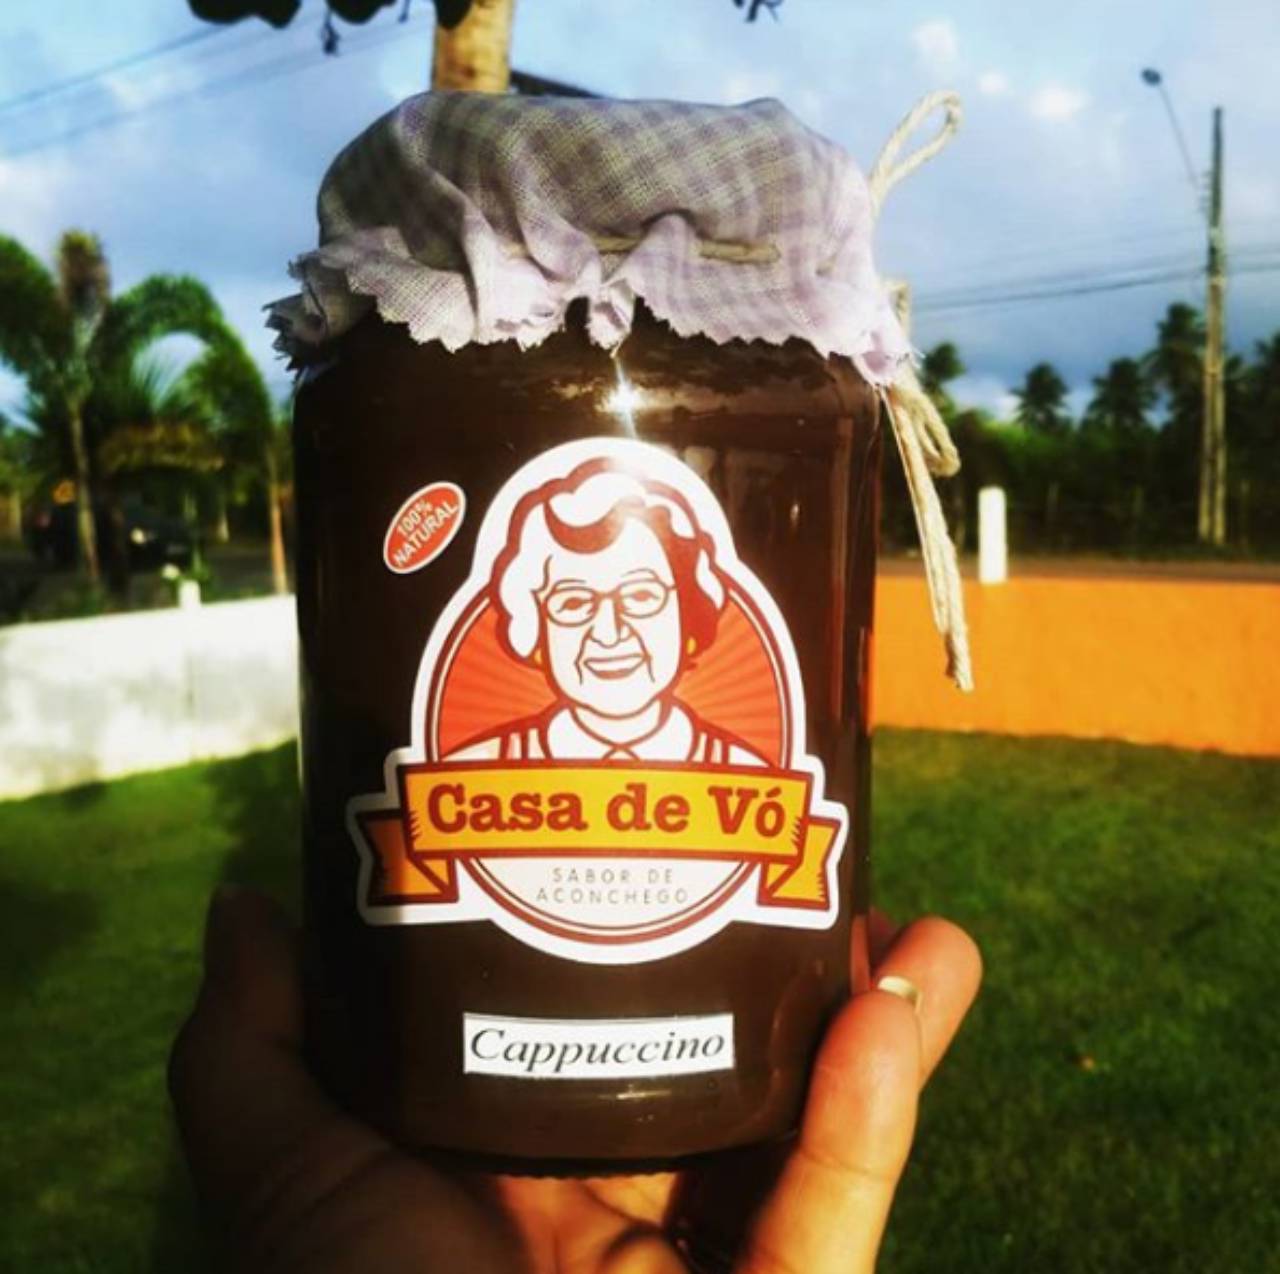 100%
NATURAL
Casa de Vó
SABOR DE
ACONCHEGO
Cappuccino